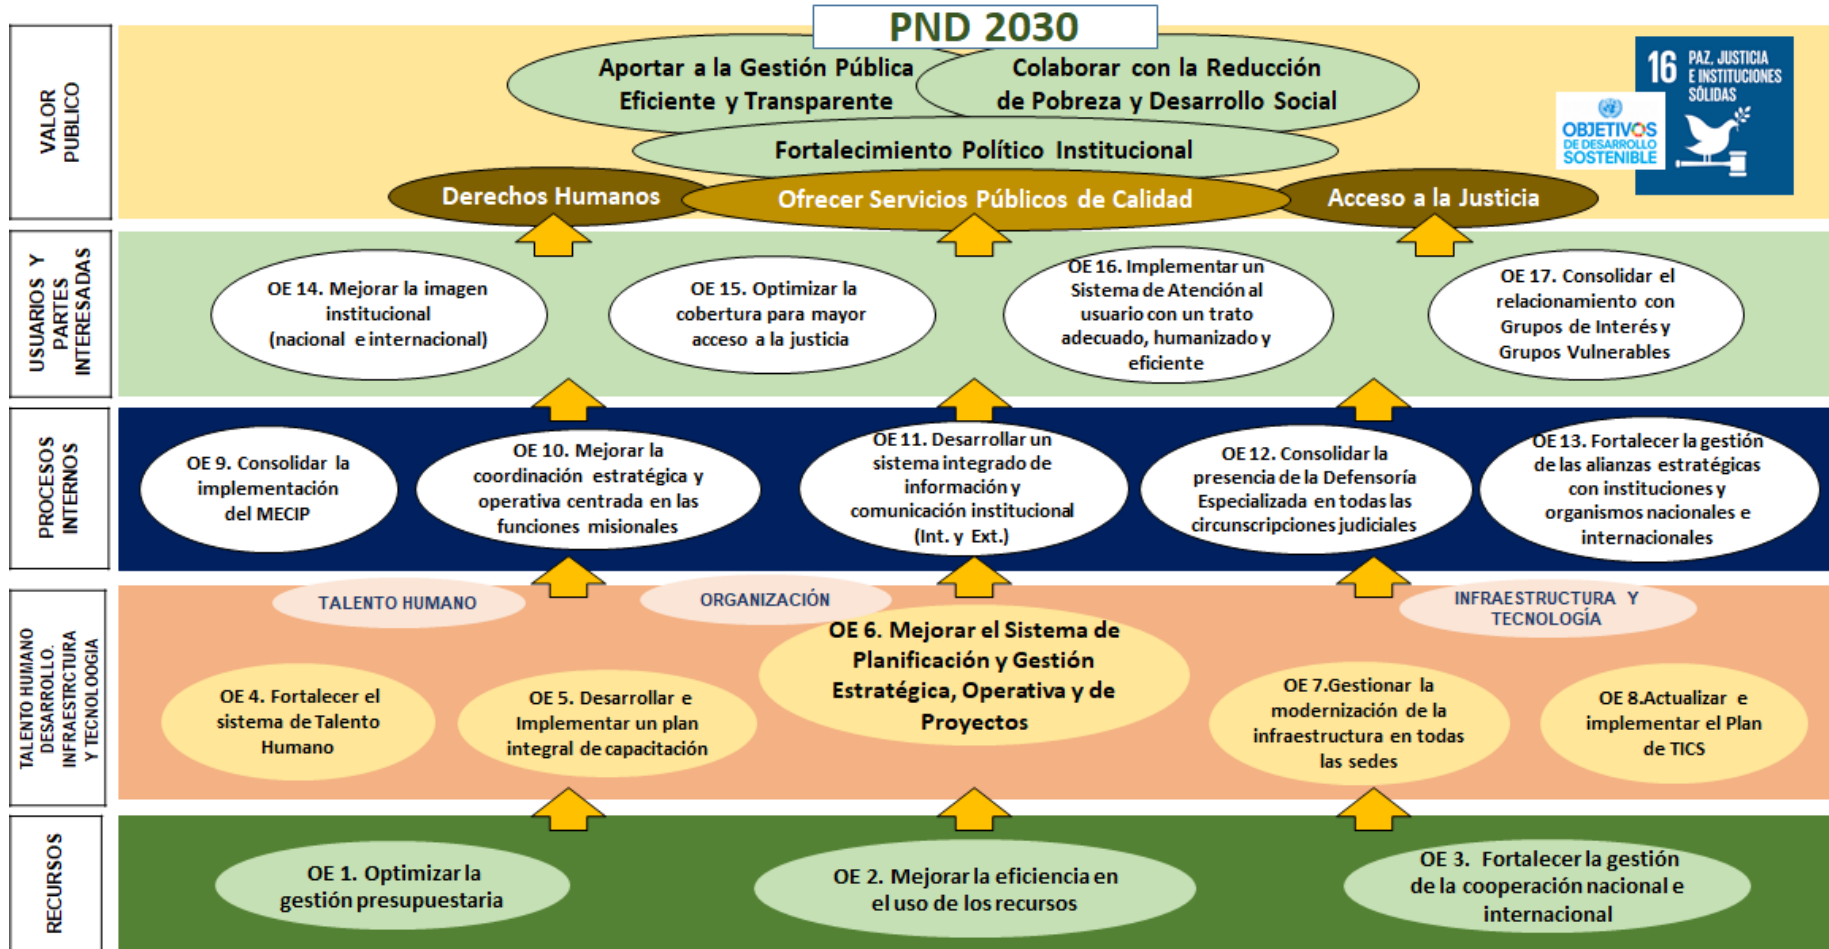 PND 2030
VALOR
PUBLICO
Aportar a la Gestión Pública
Eficiente y Transparente
Colaborar con la Reducción
de Pobreza y Desarrollo Social
Fortalecimiento Político Institucional
Derechos Humanos
Ofrecer Servicios Públicos de Calidad
Acceso a la Justicia
OBJETIVOS
DE DESARROLLO
SOSTENIBLE
16 PAZ, JUSTICIA
E INSTITUCIONES
SÓLIDAS
USUARIOS Y
PARTES
INTERESADAS
OE 14. Mejorar la imagen
institucional
(nacional e internacional)
OE 15. Optimizar la
cobertura para mayor
acceso a la justicia
OE 16. Implementar un
Sistema de Atención al
usuario con un trato
adecuado, humanizado y
eficiente
OE 17. Consolidar el
relacionamiento con
Grupos de Interés y
Grupos Vulnerables
PROCESOS
INTERNOS
OE 9. Consolidar la
implementación
del MECIP
OE 10. Mejorar la
coordinación estratégica y
operativa centrada en las
funciones misionales
OE 11. Desarrollar un
sistema integrado de
información y
comunicación institucional
(Int. y Ext.)
OE 12. Consolidar la
presencia de la Defensoría
Especializada en todas las
circunscripciones judiciales
OE 13. Fortalecer la gestión
de las alianzas estratégicas
con instituciones y
organismos nacionales e
internacionales
TALENTO HUMANO
DESARROLLO.
INFRAESTRCTURA
Y TECNOLOOGIA
TALENTO HUMANO
ORGANIZACIÓN
INFRAESTRUCTURA Y
TECNOLOGÍA
OE 4. Fortalecer el
sistema de Talento
Humano
OE 5. Desarrollar e
Implementar un plan
integral de capacitación
OE 6. Mejorar el Sistema de
Planificación y Gestión
Estratégica, Operativa y de
Proyectos
OE 7.Gestionar la
modernización de la
infraestructura en todas
las sedes
OE 8.Actualizar e
implementar el Plan
de TICS
RECURSOS
OE 1. Optimizar la
gestión presupuestaria
OE 2. Mejorar la eficiencia en
el uso de los recursos
OE 3. Fortalecer la gestión
de la cooperación nacional e
internacional